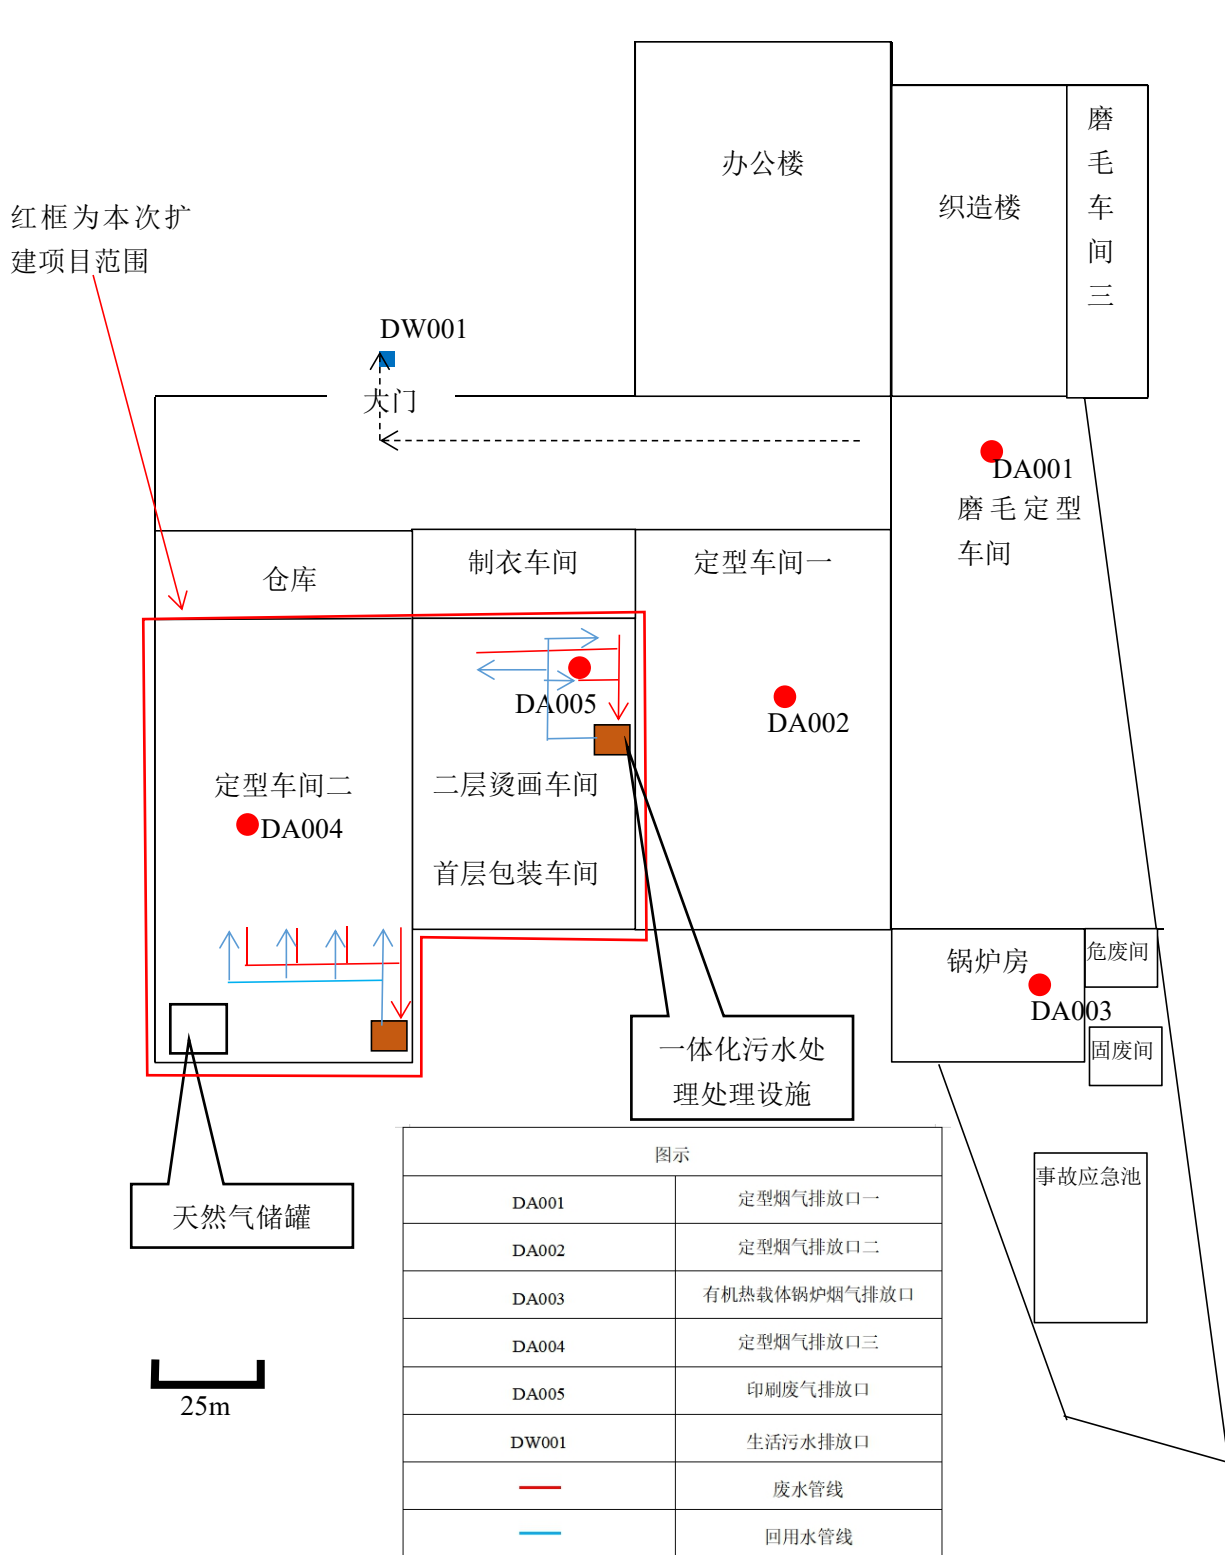 办公楼
织造楼
磨
毛
车
间
三
红框为本次扩
建项目范围
DW001
大门
DA001
磨毛定型
车间
仓库
制衣车间
定型车间一
DA005
DA002
定型车间二
DA004
二层烫画车间
首层包装车间
锅炉房
危废间
DA003
固废间
一体化污水处
理处理设施
天然气储罐
事故应急池
25m
图示
DA001 定型烟气排放口一
DA002 定型烟气排放口二
DA003 有机热载体锅炉烟气排放口
DA004 定型烟气排放口三
DA005 印刷废气排放口
DW001 生活污水排放口
废水管线
回用水管线